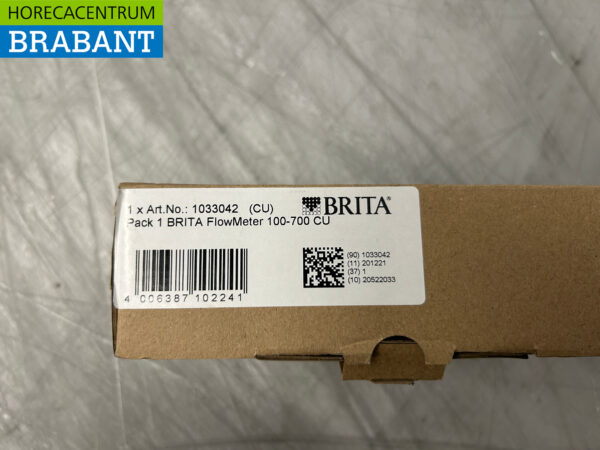 HORECACENTRUM
BRABANT
1 x Art.No.: 1033042 (CU)
BRITA®
Pack 1 BRITA FlowMeter 100-700 CU
(90) 1033042
(11) 201221
(37) 1
(10) 20522033
4 006387 102241